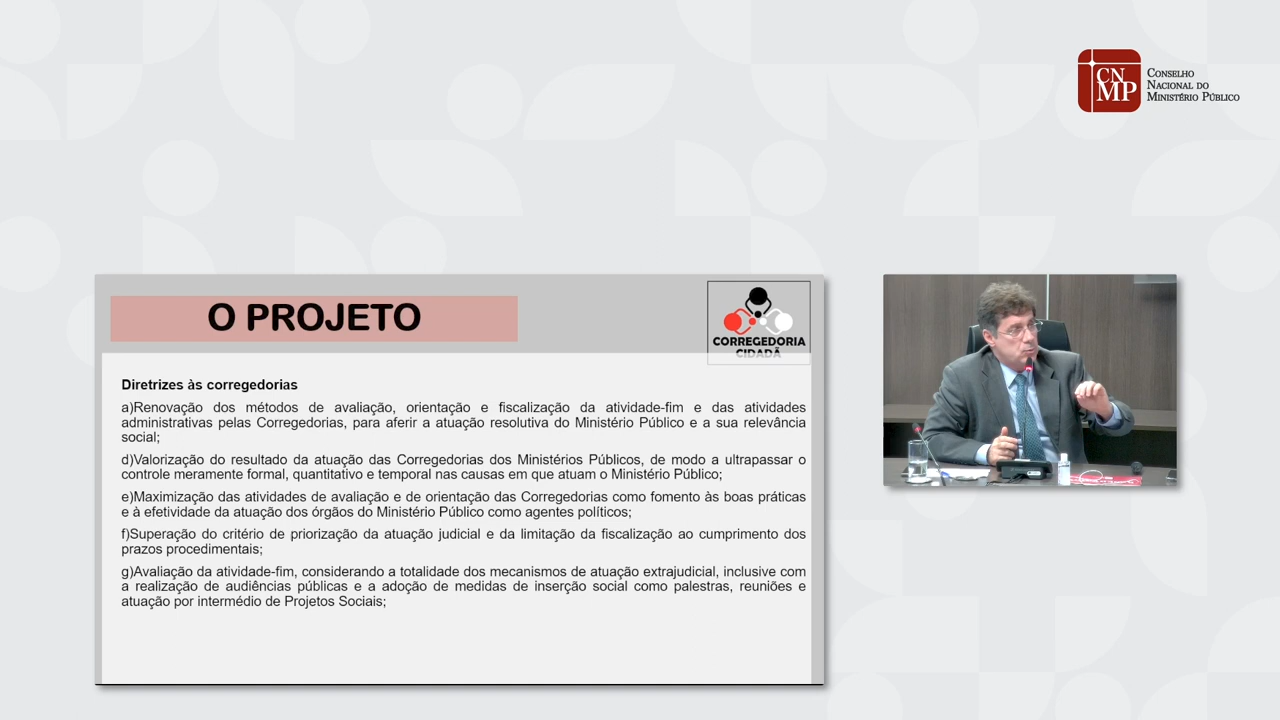 CN
MP
CONSELHO
NACIONAL DO
MINISTÉRIO PÚBLICO
O PROJETO
CORREGEDORIA
CIDADÃ
Diretrizes às corregedorias
a)Renovação dos métodos de avaliação, orientação e fiscalização da atividade-fim e das atividades
administrativas pelas Corregedorias, para aferir a atuação resolutiva do Ministério Público e a sua relevância
social;
d)Valorização do resultado da atuação das Corregedorias dos Ministérios Públicos, de modo a ultrapassar o
controle meramente formal, quantitativo e temporal nas causas em que atuam o Ministério Público;
e)Maximização das atividades de avaliação e de orientação das Corregedorias como fomento às boas práticas
e à efetividade da atuação dos órgãos do Ministério Público como agentes políticos;
f)Superação do critério de priorização da atuação judicial e da limitação da fiscalização ao cumprimento dos
prazos procedimentais;
g)Avaliação da atividade-fim, considerando a totalidade dos mecanismos de atuação extrajudicial, inclusive com
a realização de audiências públicas e a adoção de medidas de inserção social como palestras, reuniões e
atuação por intermédio de Projetos Sociais;